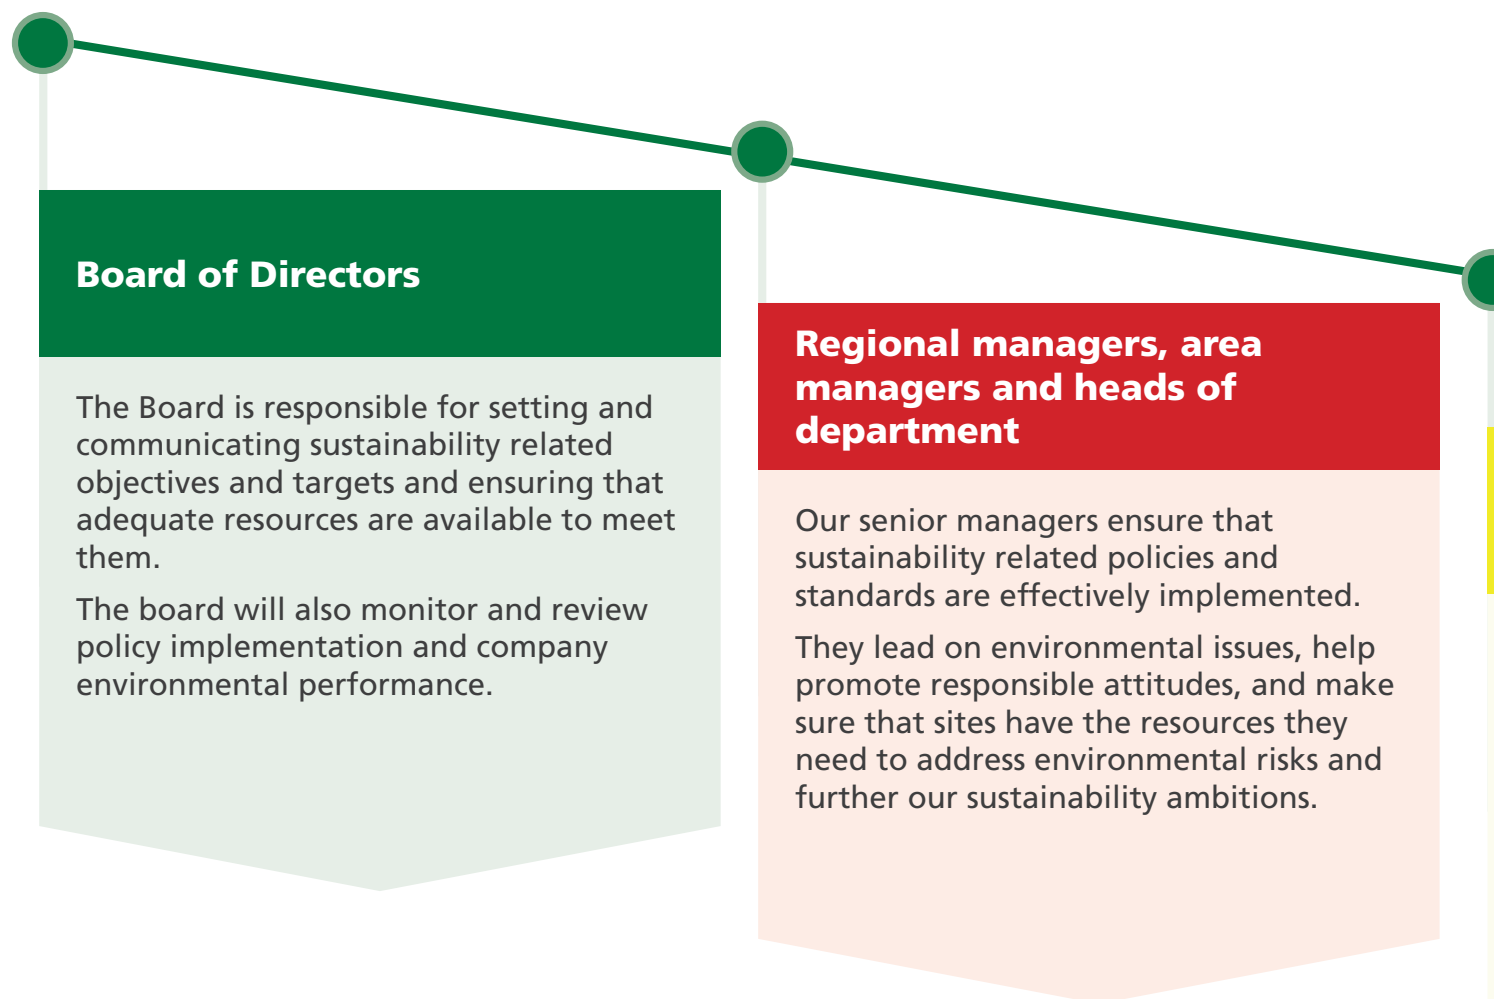 Board of Directors
The Board is responsible for setting and
communicating sustainability related
objectives and targets and ensuring that
adequate resources are available to meet
them.
The board will also monitor and review
policy implementation and company
environmental performance.
Regional managers, area
managers and heads of
department
Our senior managers ensure that
sustainability related policies and
standards are effectively implemented.
They lead on environmental issues, help
promote responsible attitudes, and make
sure that sites have the resources they
need to address environmental risks and
further our sustainability ambitions.